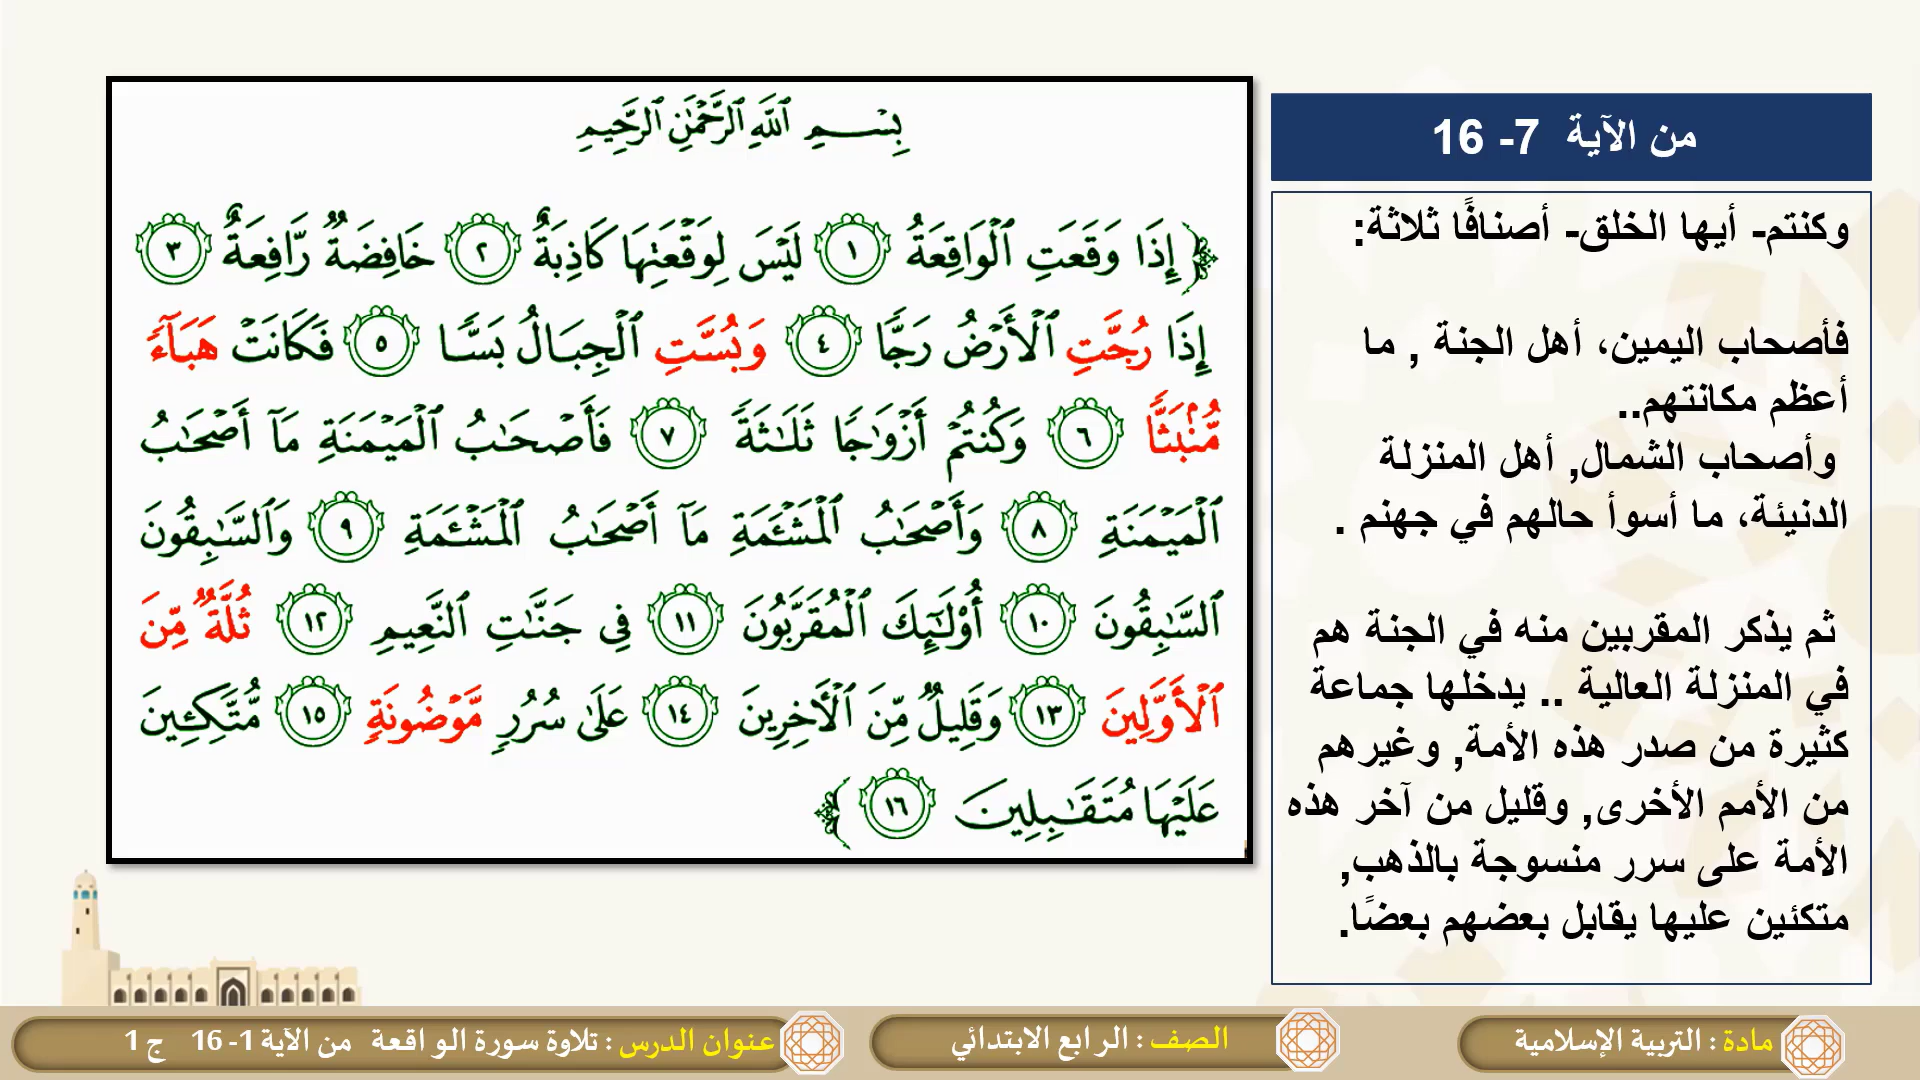 من الآية 7- 16
وكنتم- أيها الخلق- أصنافًا ثلاثة:
فأصحاب اليمين، أهل الجنة , ما
أعظم مكانتهم..
وأصحاب الشمال, أهل المنزلة
الدنيئة، ما أسوأ حالهم في جهنم .
ثم يذكر المقربين منه في الجنة هم
في المنزلة العالية .. يدخلها جماعة
كثيرة من صدر هذه الأمة, وغيرهم
من الأمم الأخرى, وقليل من آخر هذه
الأمة على سرر منسوجة بالذهب,
متكئين عليها يقابل بعضهم بعضًا.
بِسْمِ ٱللَّهِ ٱلرَّحْمَٰنِ ٱلرَّحِيمِ
﴿ إِذَا وَقَعَتِ ٱلْوَاقِعَةُ ١ لَيْسَ لِوَقْعَتِهَا كَاذِبَةٌ ٢ خَافِضَةٌ رَّافِعَةٌ ٣
إِذَا رُجَّتِ ٱلْأَرْضُ رَجًّا ٤ وَبُسَّتِ ٱلْجِبَالُ بَسًّا ٥ فَكَانَتْ هَبَآءً
مُّنۢبَثًّا ٦ وَكُنتُمْ أَزْوَٰجًا ثَلَٰثَةً ٧ فَأَصْحَٰبُ ٱلْمَيْمَنَةِ مَآ أَصْحَٰبُ
ٱلْمَيْمَنَةِ ٨ وَأَصْحَٰبُ ٱلْمَشْـَٔمَةِ مَآ أَصْحَٰبُ ٱلْمَشْـَٔمَةِ ٩ وَٱلسَّٰبِقُونَ
ٱلسَّٰبِقُونَ ١٠ أُوْلَٰٓئِكَ ٱلْمُقَرَّبُونَ ١١ فِى جَنَّٰتِ ٱلنَّعِيمِ ١٢ ثُلَّةٌ مِّنَ
ٱلْأَوَّلِينَ ١٣ وَقَلِيلٌ مِّنَ ٱلْأَخِرِينَ ١٤ عَلَىٰ سُرُرٍ مَّوْضُونَةٍ ١٥ مُّتَّكِـِٔينَ
عَلَيْهَا مُتَقَٰبِلِينَ ١٦ ﴾
مادة : التربية الإسلامية
الصف : الرابع الابتدائي
عنوان الدرس : تلاوة سورة الواقعة من الآية 1- 16 ج 1